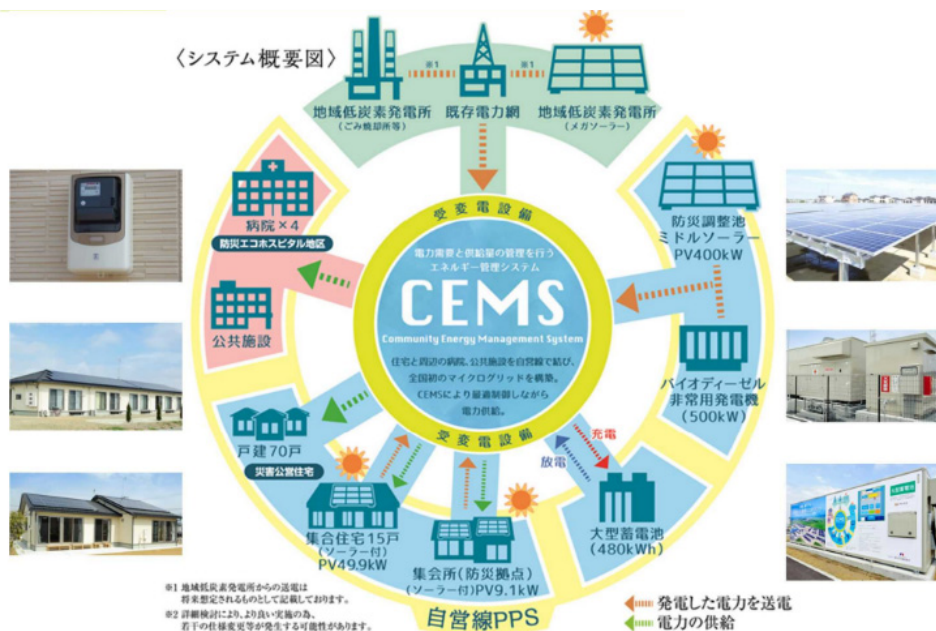 〈システム概要図〉
※1
※1
地域低炭素発電所
(ごみ焼却所等)
既存電力網
地域低炭素発電所
(メガソーラー)
病院×4
防災エコホスピタル地区
公共施設
受変電設備
電力需要と供給量の管理を行う
エネルギー管理システム
CEMS
Community Energy Management System
住宅と周辺の病院、公共施設を自営線で結び、
全国初のマイクログリッドを構築。
CEMSにより最適制御しながら
電力供給。
受変電設備
防災調整池
ミドルソーラー
PV400kW
バイオディーゼル
非常用発電機
(500kW)
戸建70戸
災害公営住宅
集合住宅15戸
(ソーラー付)
PV49.9kW
集会所(防災拠点)
(ソーラー付)PV9.1kW
放電
充電
大型蓄電池
(480kWh)
自営線PPS
※1 地域低炭素発電所からの送電は
将来想定されるものとして記載しております。
※2 詳細検討により、より良い実施の為、
若干の仕様変更等が発生する可能性があります。
発電した電力を送電
電力の供給